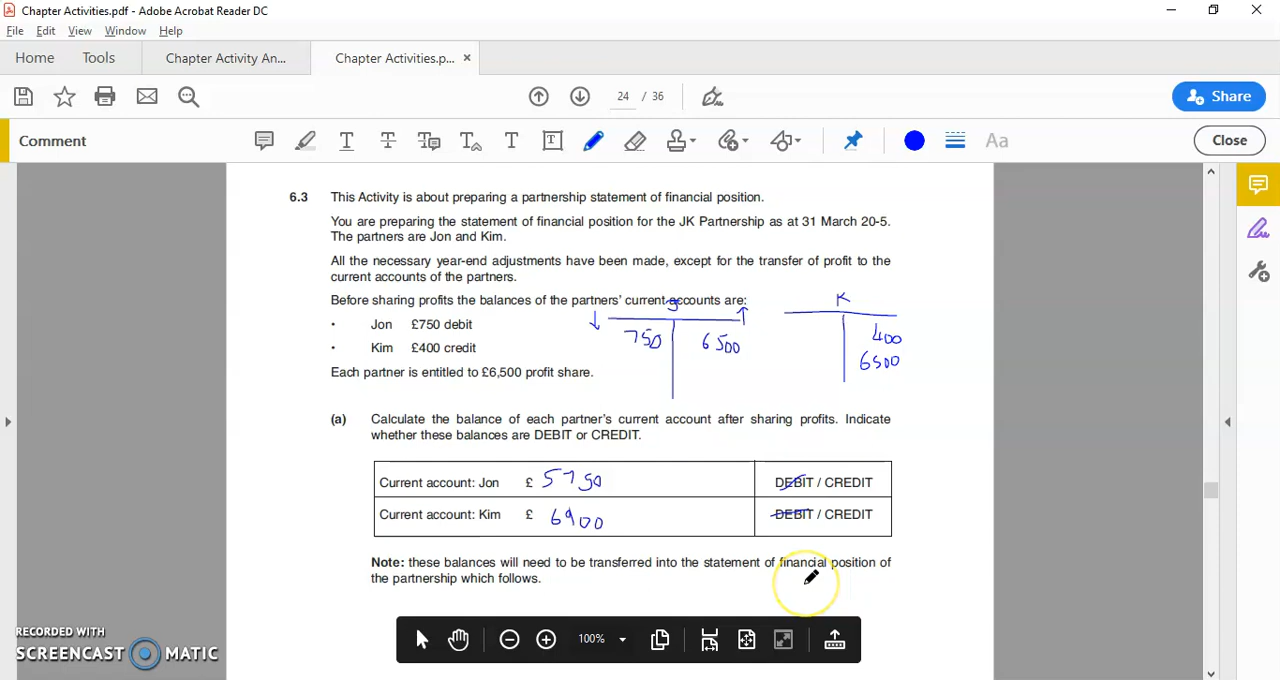 Chapter Activities.pdf - Adobe Acrobat Reader DC
File Edit View Window Help
Home Tools Chapter Activity An... Chapter Activities.p... ×
24 / 36 Share
Comment Aa Close
6.3 This Activity is about preparing a partnership statement of financial position.
You are preparing the statement of financial position for the JK Partnership as at 31 March 20-5.
The partners are Jon and Kim.
All the necessary year-end adjustments have been made, except for the transfer of profit to the
current accounts of the partners.
Before sharing profits the balances of the partners' current accounts are:
J K
• Jon £750 debit
750 6500 400
• Kim £400 credit
6500
Each partner is entitled to £6,500 profit share.
(a) Calculate the balance of each partner's current account after sharing profits. Indicate
whether these balances are DEBIT or CREDIT.
Current account: Jon £ 5750 DEBIT / CREDIT
Current account: Kim £ 6900 DEBIT / CREDIT
Note: these balances will need to be transferred into the statement of financial position of
the partnership which follows.
100%
RECORDED WITH
SCREENCAST MATIC